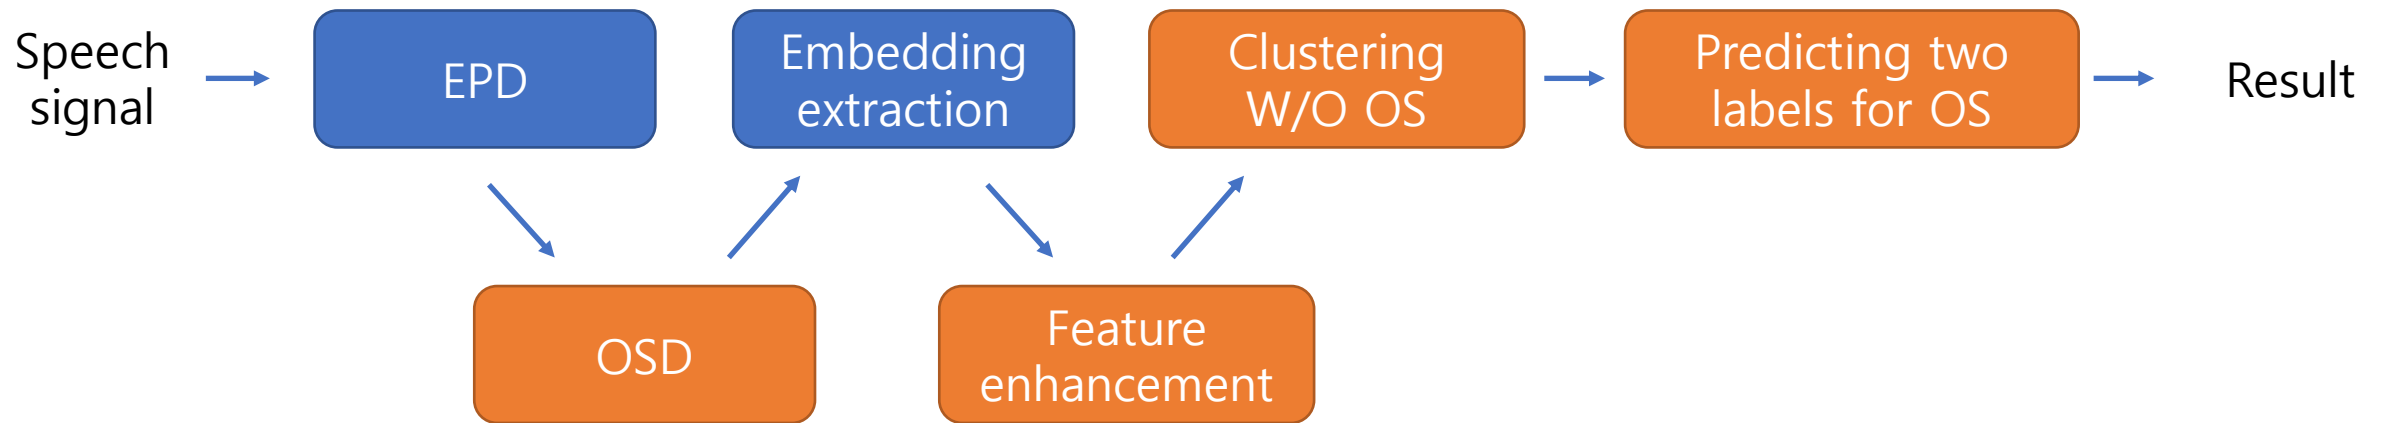 Speech
signal
EPD
OSD
Embedding
extraction
Feature
enhancement
Clustering
W/O OS
Predicting two
labels for OS
Result